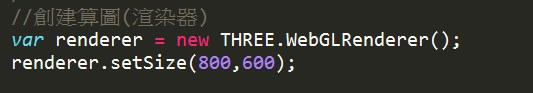 //創建算圖(渲染器)
var renderer = new THREE.WebGLRenderer();
renderer.setSize(800,600);